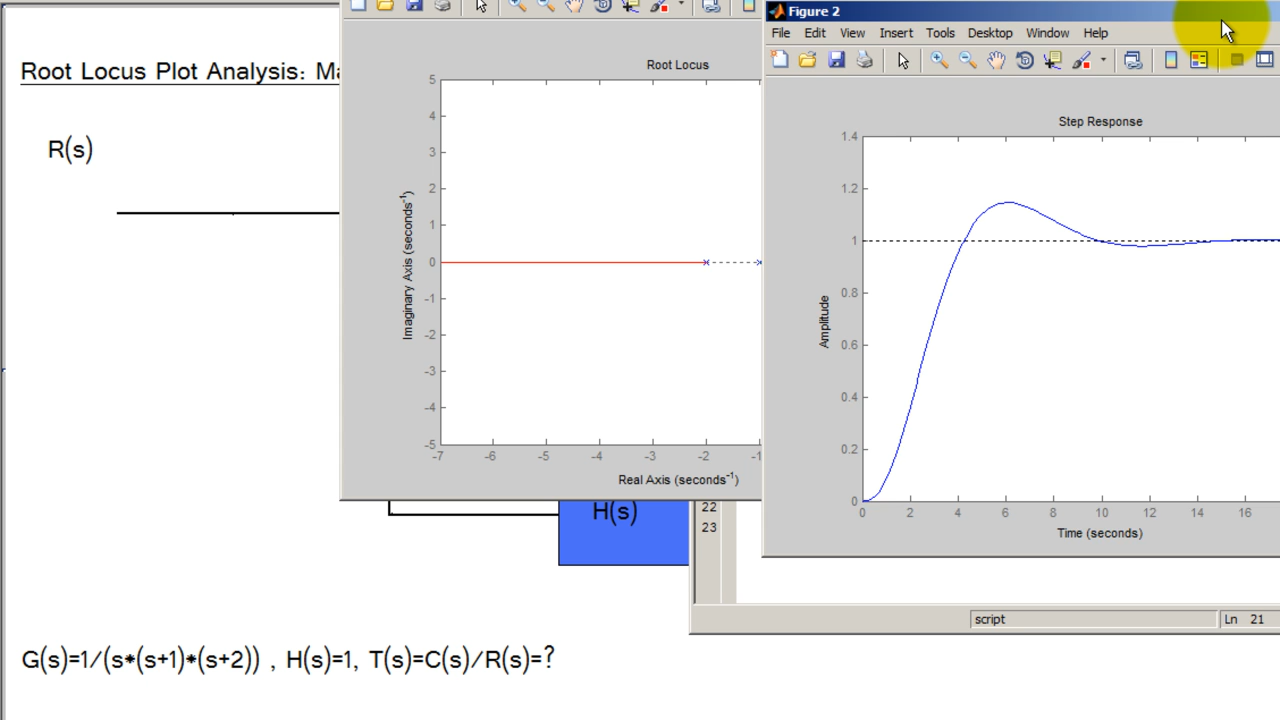 Root Locus Plot Analysis: Ma
R(s)
Root Locus
5
4
3
2
1
0
-1
-2
-3
-4
-5
Imaginary Axis (seconds⁻¹)
-7 -6 -5 -4 -3 -2 -1
Real Axis (seconds⁻¹)
Figure 2
File Edit View Insert Tools Desktop Window Help
Step Response
1.4
1.2
1
0.8
0.6
0.4
0.2
0
Amplitude
0 2 4 6 8 10 12 14 16
Time (seconds)
H(s)
22
23
script Ln 21
G(s)=1/(s*(s+1)*(s+2)) , H(s)=1, T(s)=C(s)/R(s)=?